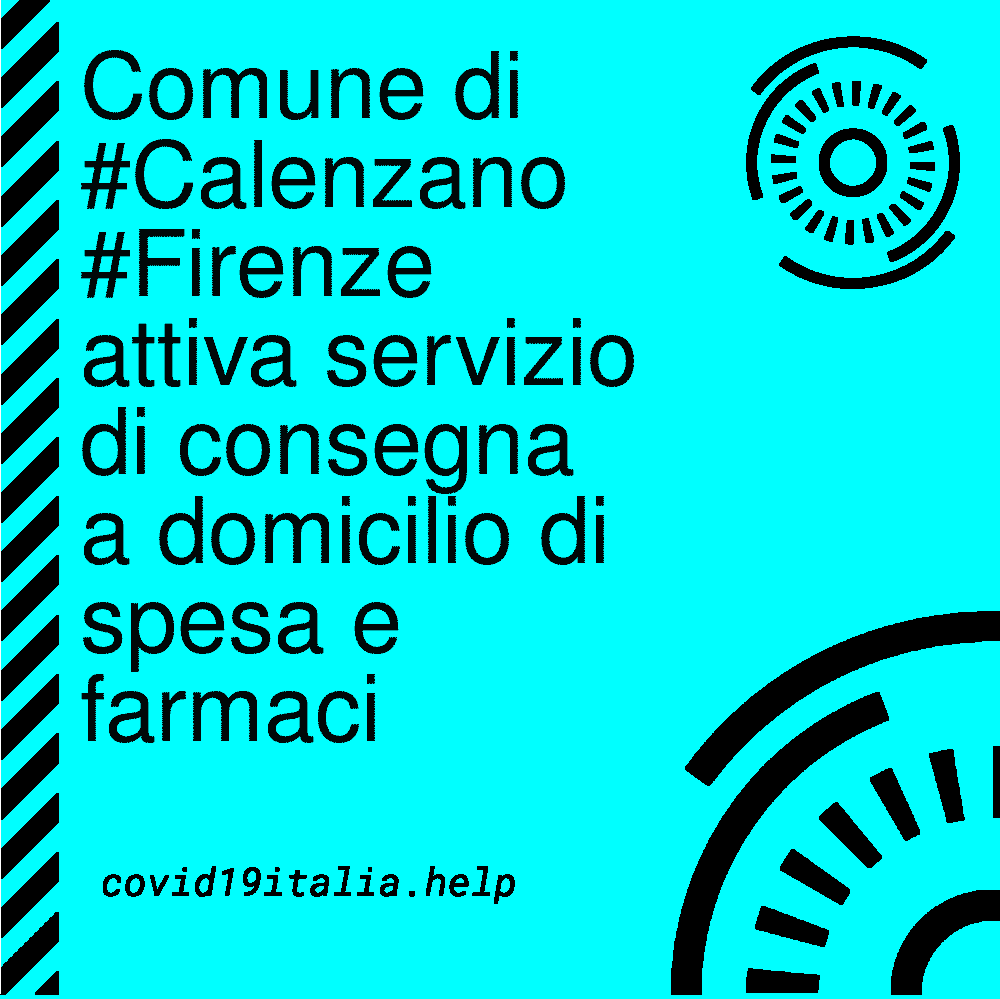 Comune di
#Calenzano
#Firenze
attiva servizio
di consegna
a domicilio di
spesa e
farmaci
covid19italia.help